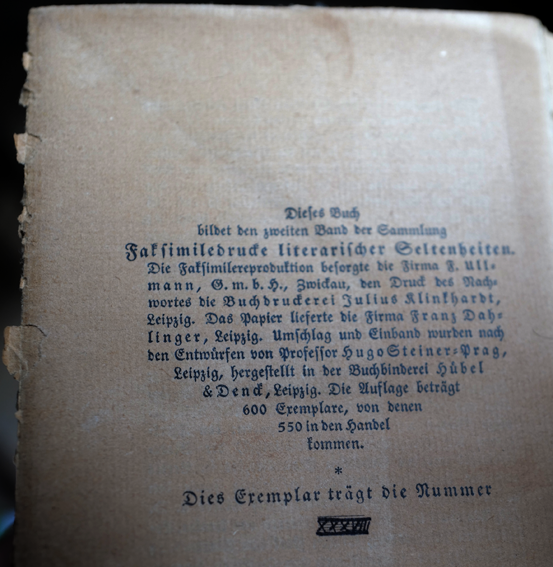 Dieses Buch
bildet den zweiten Band der Sammlung
Faksimiledrucke literarischer Seltenheiten.
Die Faksimilereproduktion besorgte die Firma F. Ull-
mann, G. m. b. H., Zwickau, den Druck des Nach-
wortes die Buchdruckerei Julius Klinkhardt,
Leipzig. Das Papier lieferte die Firma Franz Dah-
linger, Leipzig. Umschlag und Einband wurden nach
den Entwürfen von Professor Hugo Steiner-Prag,
Leipzig, hergestellt in der Buchbinderei Hübel
& Denck, Leipzig. Die Auflage beträgt
600 Exemplare, von denen
550 in den Handel
kommen.
*
Dies Exemplar trägt die Nummer
XXXVIII